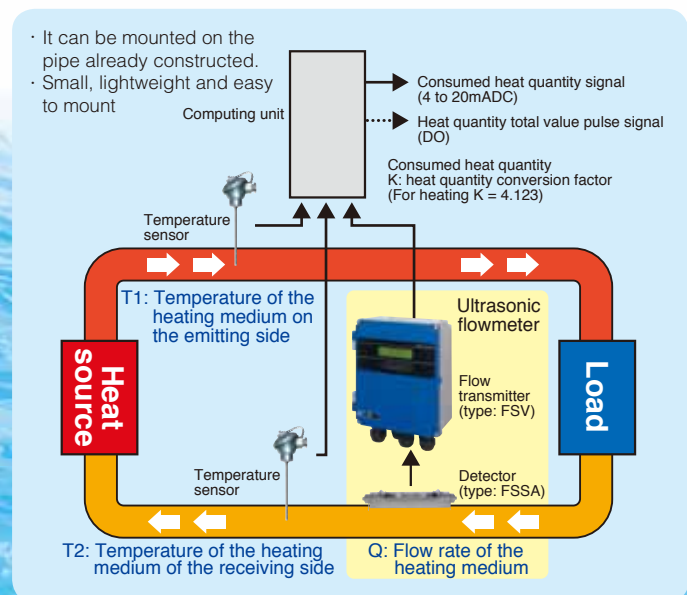 · It can be mounted on the
pipe already constructed.
· Small, lightweight and easy
to mount
Computing unit
Consumed heat quantity signal
(4 to 20mADC)
Heat quantity total value pulse signal
(DO)
Consumed heat quantity
K: heat quantity conversion factor
(For heating K = 4.123)
Temperature
sensor
T1: Temperature of the
heating medium on
the emitting side
Ultrasonic
flowmeter
Heat
source
Load
Flow
transmitter
(type: FSV)
Temperature
sensor
Detector
(type: FSSA)
T2: Temperature of the heating
medium of the receiving side
Q: Flow rate of the
heating medium